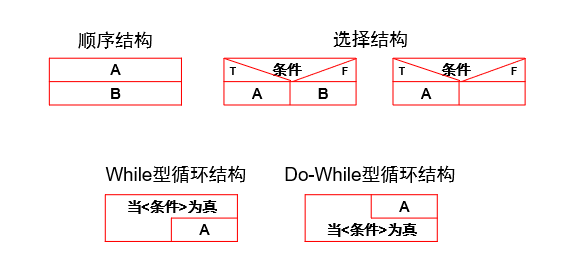 顺序结构
选择结构
A
B
T 条件 F
A B
T 条件 F
A
While型循环结构
Do-While型循环结构
当<条件>为真
A
A
当<条件>为真